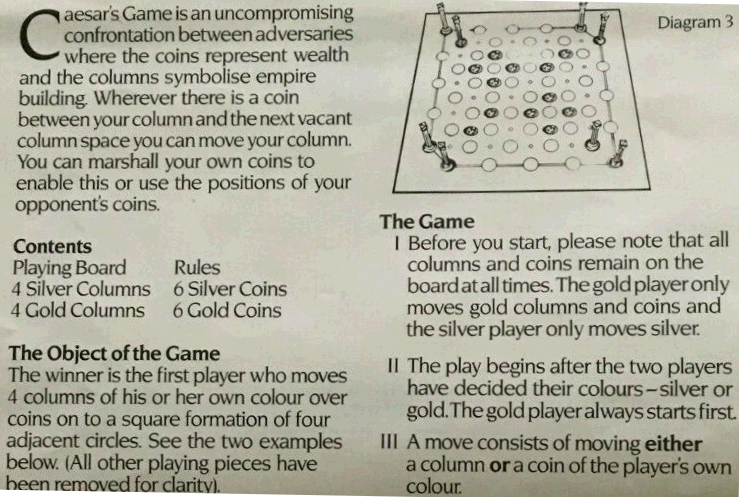 Caesar's Game is an uncompromising
confrontation between adversaries
where the coins represent wealth
and the columns symbolise empire
building. Wherever there is a coin
between your column and the next vacant
column space you can move your column.
You can marshall your own coins to
enable this or use the positions of your
opponent's coins.
Contents
Playing Board Rules
4 Silver Columns 6 Silver Coins
4 Gold Columns 6 Gold Coins
The Object of the Game
The winner is the first player who moves
4 columns of his or her own colour over
coins on to a square formation of four
adjacent circles. See the two examples
below. (All other playing pieces have
been removed for clarity).
Diagram 3
The Game
I Before you start, please note that all
columns and coins remain on the
board at all times. The gold player only
moves gold columns and coins and
the silver player only moves silver.
II The play begins after the two players
have decided their colours – silver or
gold. The gold player always starts first.
III A move consists of moving either
a column or a coin of the player's own
colour.